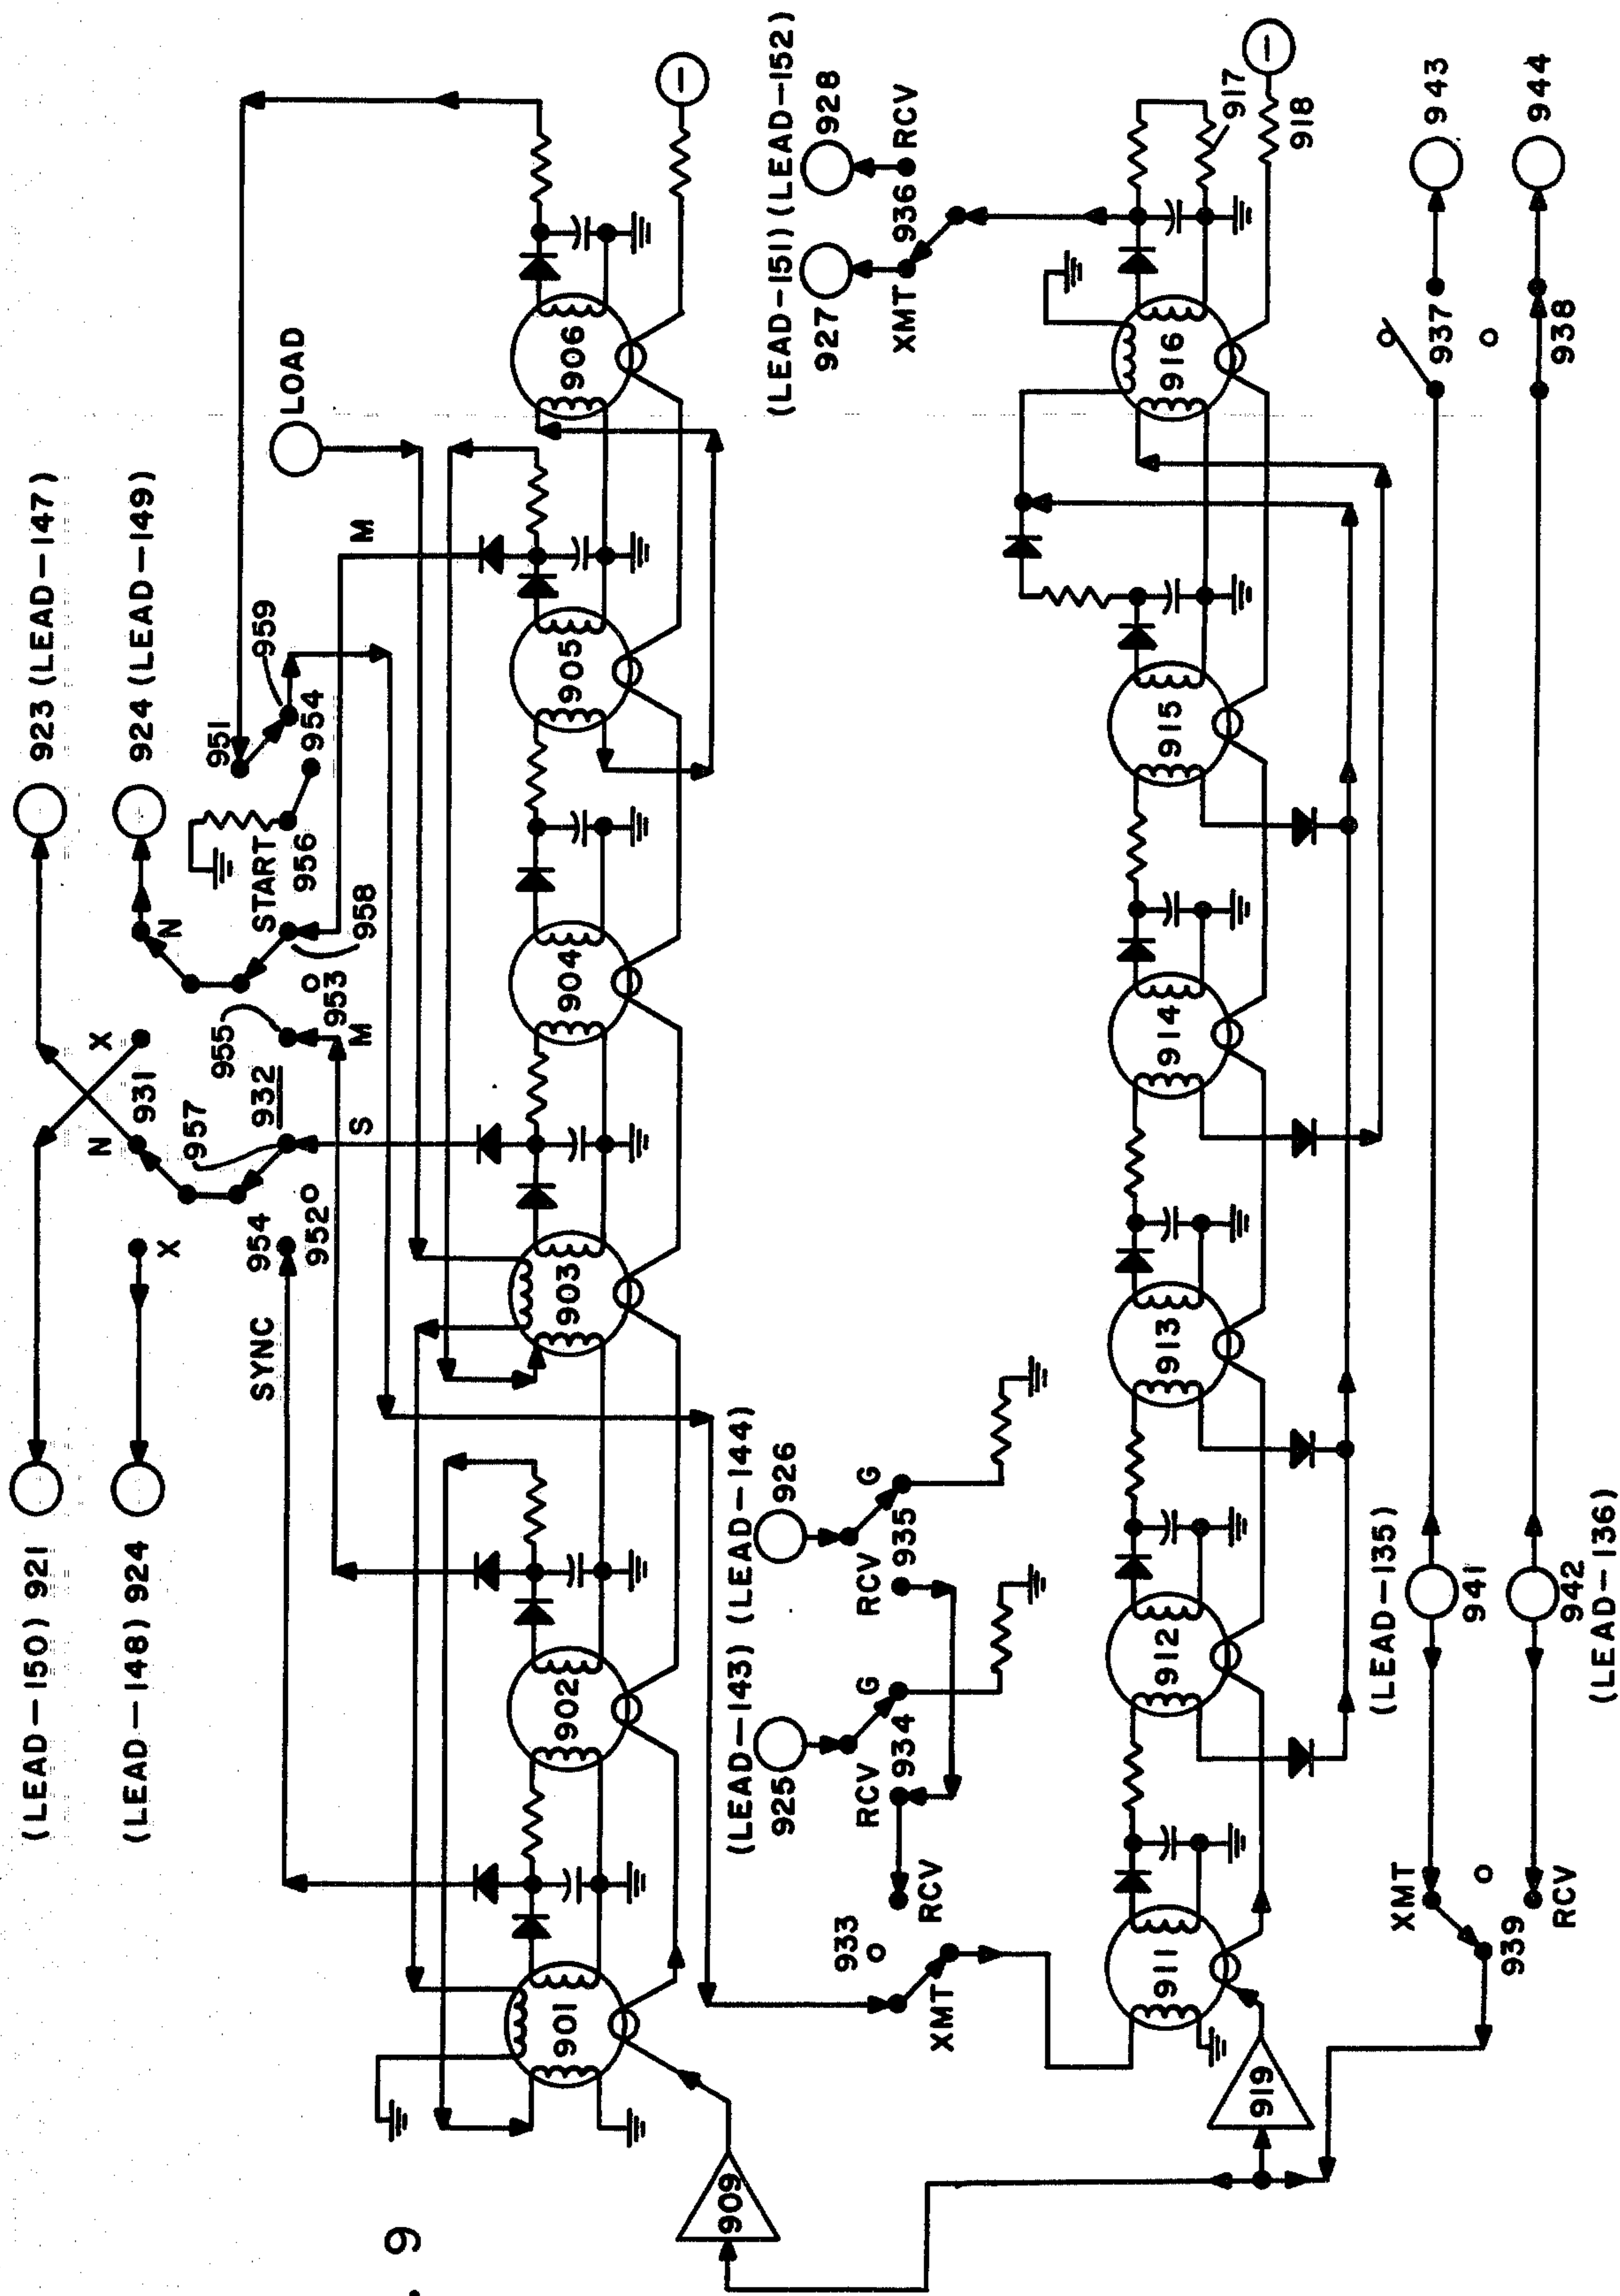 (LEAD-150) 921
923 (LEAD-147)
(LEAD-148) 924
924 (LEAD-149)
X
N
931
X
N
957
932
955
953
M
958
START
956
951
959
954
M
LOAD
SYNC
954
952
S
901
902
903
904
905
906
909
(LEAD-143) (LEAD-144)
925
926
RCV
934
G
RCV
935
G
933
RCV
XMT
(LEAD-151) (LEAD-152)
927
928
XMT
936
RCV
911
912
913
914
915
916
917
918
919
(LEAD-135)
941
942
(LEAD-136)
XMT
939
RCV
937
943
938
944
. 9